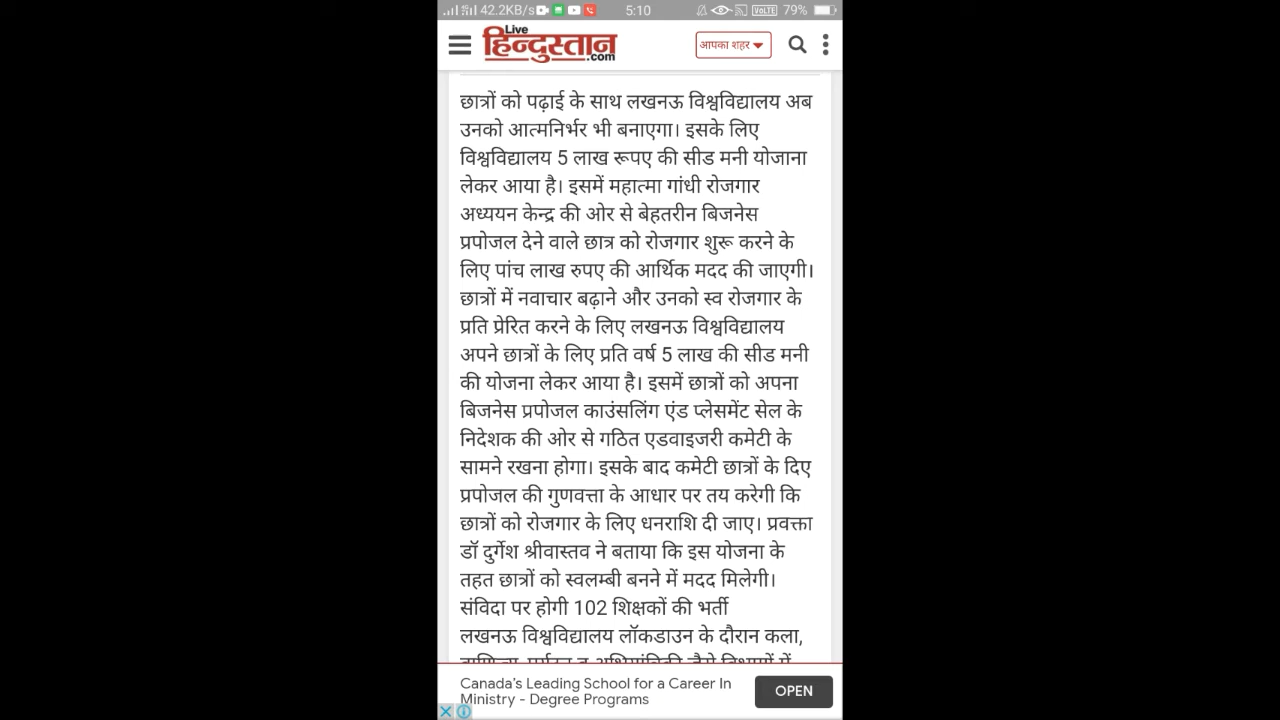 42.2KB/s
5:10
VoLTE
79%
Live
हिन्दुस्तान
.com
आपका शहर
छात्रों को पढ़ाई के साथ लखनऊ विश्वविद्यालय अब
उनको आत्मनिर्भर भी बनाएगा। इसके लिए
विश्वविद्यालय 5 लाख रूपए की सीड मनी योजाना
लेकर आया है। इसमें महात्मा गांधी रोजगार
अध्ययन केन्द्र की ओर से बेहतरीन बिजनेस
प्रपोजल देने वाले छात्र को रोजगार शुरू करने के
लिए पांच लाख रुपए की आर्थिक मदद की जाएगी।
छात्रों में नवाचार बढ़ाने और उनको स्व रोजगार के
प्रति प्रेरित करने के लिए लखनऊ विश्वविद्यालय
अपने छात्रों के लिए प्रति वर्ष 5 लाख की सीड मनी
की योजना लेकर आया है। इसमें छात्रों को अपना
बिजनेस प्रपोजल काउंसलिंग एंड प्लेसमेंट सेल के
निदेशक की ओर से गठित एडवाइजरी कमेटी के
सामने रखना होगा। इसके बाद कमेटी छात्रों के दिए
प्रपोजल की गुणवत्ता के आधार पर तय करेगी कि
छात्रों को रोजगार के लिए धनराशि दी जाए। प्रवक्ता
डॉ दुर्गेश श्रीवास्तव ने बताया कि इस योजना के
तहत छात्रों को स्वलम्बी बनने में मदद मिलेगी।
संविदा पर होगी 102 शिक्षकों की भर्ती
लखनऊ विश्वविद्यालय लॉकडाउन के दौरान कला,
Canada's Leading School for a Career In
Ministry - Degree Programs
OPEN